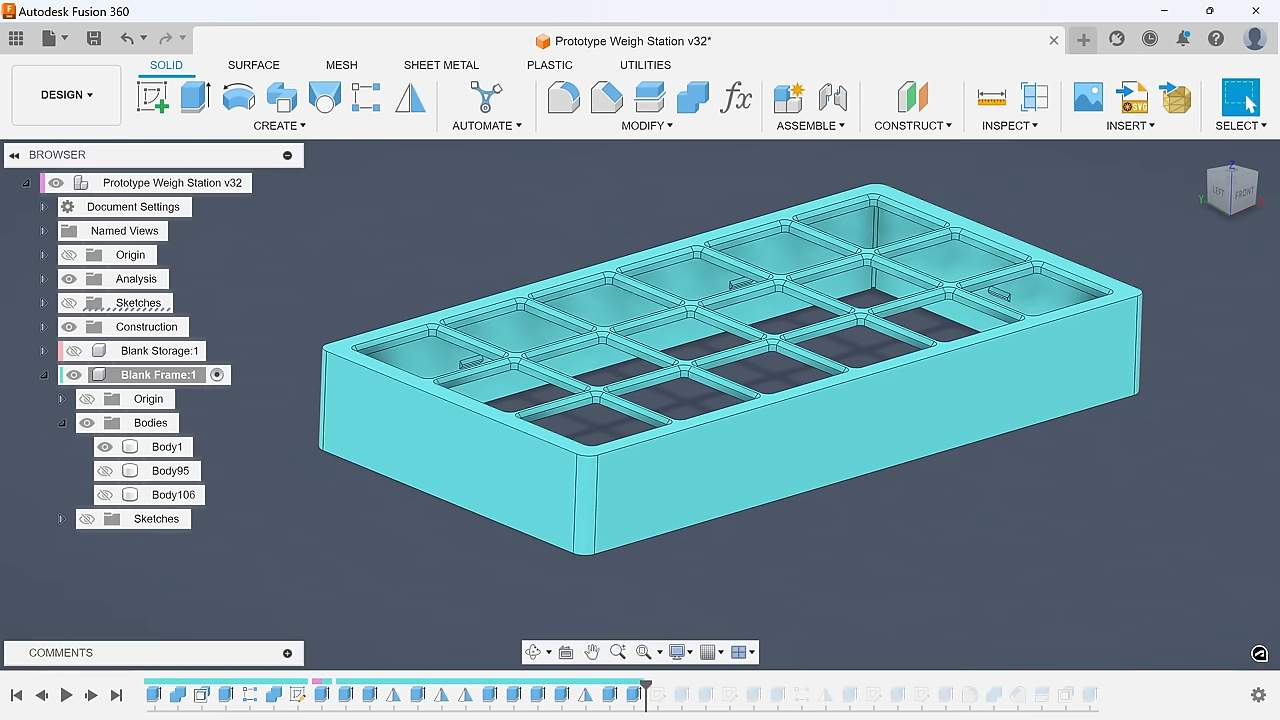 Autodesk Fusion 360
Prototype Weigh Station v32*
SOLID SURFACE MESH SHEET METAL PLASTIC UTILITIES
DESIGN
fx
SVG
CREATE AUTOMATE MODIFY ASSEMBLE CONSTRUCT INSPECT INSERT SELECT
BROWSER
Prototype Weigh Station v32
Document Settings
Named Views
Origin
Analysis
Sketches
Construction
Blank Storage:1
Blank Frame:1
Origin
Bodies
Body1
Body95
Body106
Sketches
Z
LEFT FRONT
Y X
COMMENTS